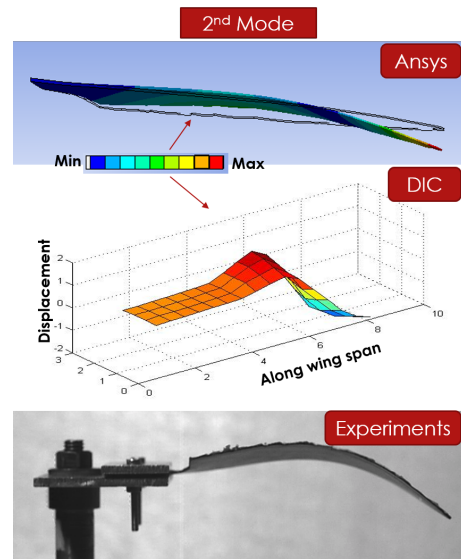 2nd Mode
Ansys
Min Max
DIC
Displacement
2
1
0
-1
-2
3
2
1
0
0
2
4
6
8
10
Along wing span
Experiments